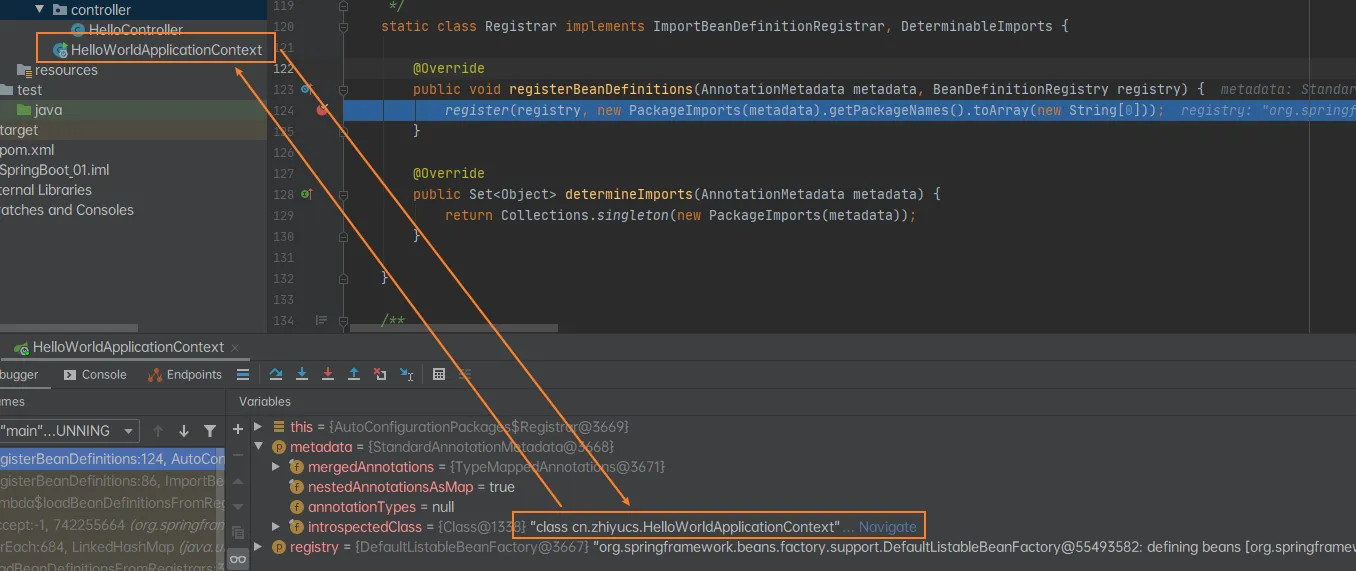 controller
HelloController
HelloWorldApplicationContext
resources
test
java
target
pom.xml
SpringBoot_01.iml
ternal Libraries
ratches and Consoles
119 */
120 static class Registrar implements ImportBeanDefinitionRegistrar, DeterminableImports {
121
122 @Override
123 public void registerBeanDefinitions(AnnotationMetadata metadata, BeanDefinitionRegistry registry) { metadata: Standar
124 register(registry, new PackageImports(metadata).getPackageNames().toArray(new String[0])); registry: "org.springf
125 }
126
127 @Override
128 public Set<Object> determineImports(AnnotationMetadata metadata) {
129 return Collections.singleton(new PackageImports(metadata));
130 }
131
132 }
133
134 /**
HelloWorldApplicationContext ×
bugger Console Endpoints
mes Variables
"main"...UNNING
this = {AutoConfigurationPackages$Registrar@3669}
metadata = {StandardAnnotationMetadata@3668}
mergedAnnotations = {TypeMappedAnnotations@3671}
nestedAnnotationsAsMap = true
annotationTypes = null
introspectedClass = {Class@1338} "class cn.zhiyucs.HelloWorldApplicationContext"... Navigate
registry = {DefaultListableBeanFactory@3667} "org.springframework.beans.factory.support.DefaultListableBeanFactory@55493582: defining beans [org.springframew
egisterBeanDefinitions:124, AutoCon
egisterBeanDefinitions:86, ImportBe
mbda$loadBeanDefinitionsFromReg
ccept:-1, 742255664 (org.springfram
rEach:684, LinkedHashMap (java.u
adBeanDefinitionsFromRegistrars:3